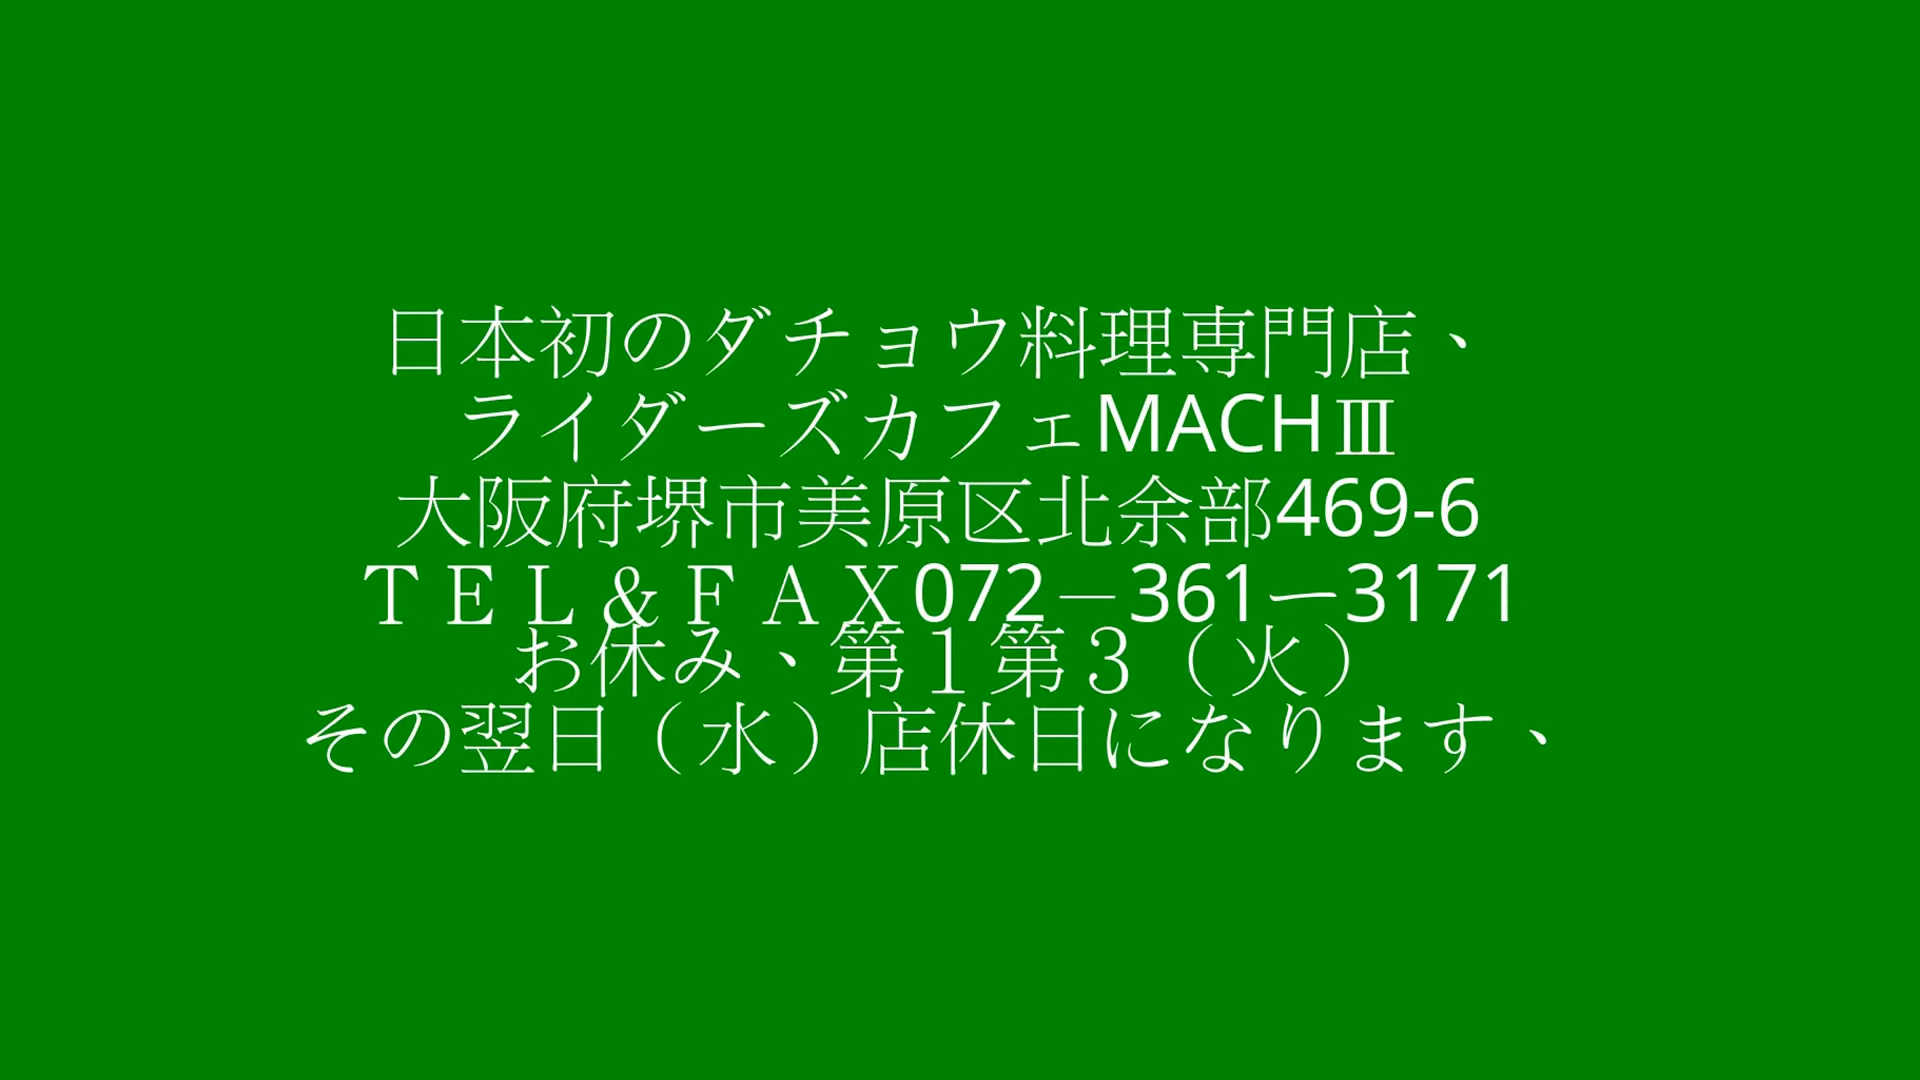 日本初のダチョウ料理専門店、
ライダーズカフェMACHⅢ
大阪府堺市美原区北余部469-6
ＴＥＬ＆ＦＡＸ072－361ー3171
お休み、第１第３（火）
その翌日（水）店休日になります、